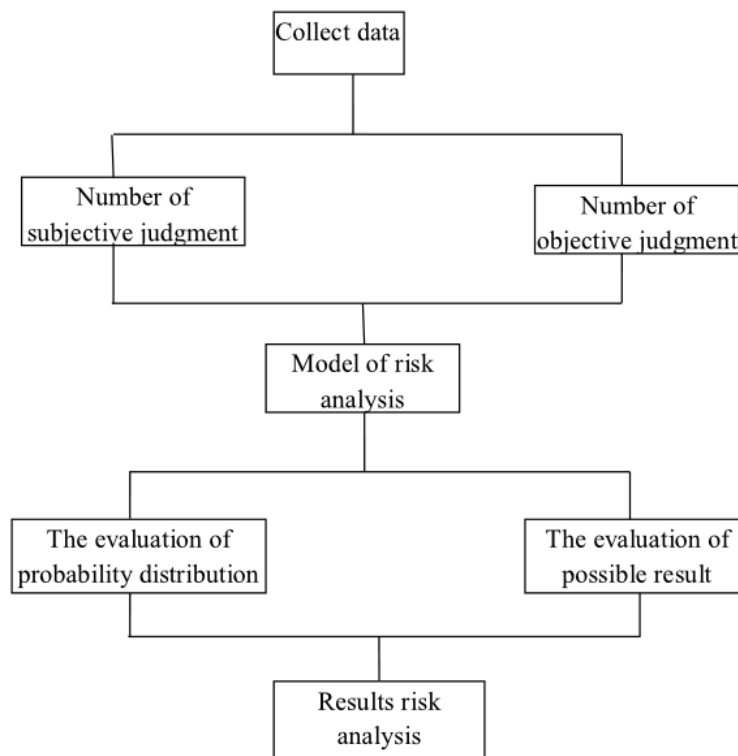 Collect data
Number of
subjective judgment
Number of
objective judgment
Model of risk
analysis
The evaluation of
probability distribution
The evaluation of
possible result
Results risk
analysis